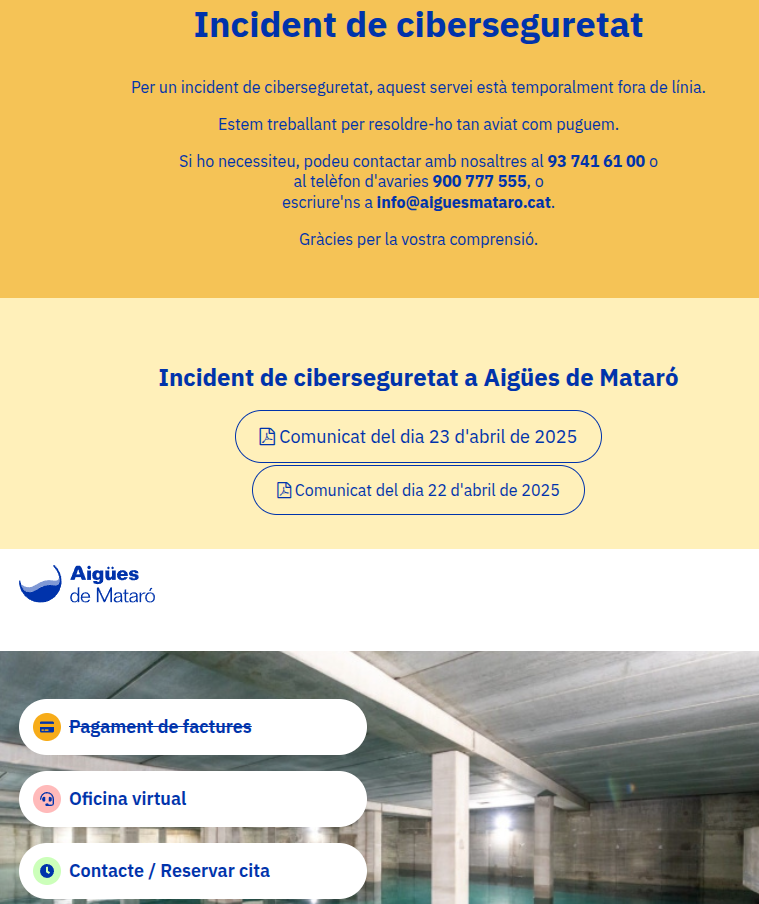 Incident de ciberseguretat
Per un incident de ciberseguretat, aquest servei està temporalment fora de línia.
Estem treballant per resoldre-ho tan aviat com puguem.
Si ho necessiteu, podeu contactar amb nosaltres al 93 741 61 00 o
al telèfon d'avaries 900 777 555, o
escriure'ns a info@aiguesmataro.cat.
Gràcies per la vostra comprensió.
Incident de ciberseguretat a Aigües de Mataró
Comunicat del dia 23 d'abril de 2025
Comunicat del dia 22 d'abril de 2025
Aigües
de Mataró
Pagament de factures
Oficina virtual
Contacte / Reservar cita